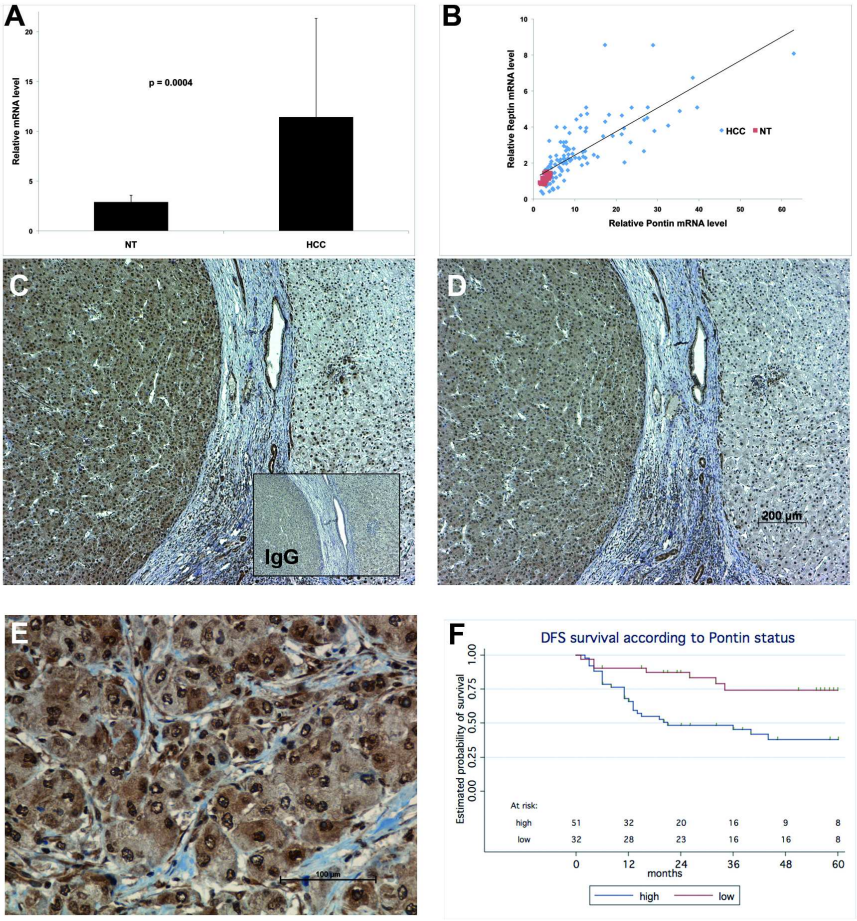 A
Relative mRNA level
20
15
10
5
0
p = 0.0004
NT
HCC
B
Relative Reptin mRNA level
10
8
6
4
2
0
HCC NT
0 10 20 30 40 50 60
Relative Pontin mRNA level
C
IgG
D
200 µm
E
100 µm
F
DFS survival according to Pontin status
Estimated probability of survival
1.00
0.75
0.50
0.25
0.00
At risk:
high 51 32 20 16 9 8
low 32 28 23 16 16 8
0 12 24 36 48 60
months
high low